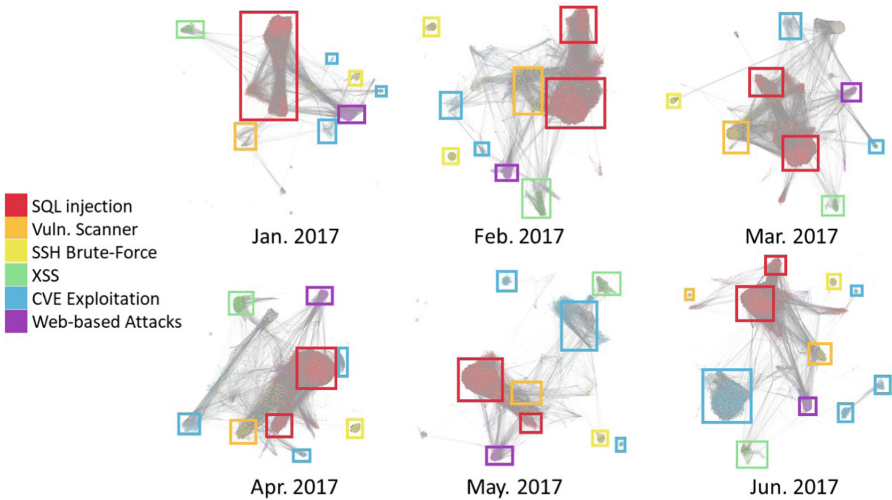 SQL injection
Vuln. Scanner
SSH Brute-Force
XSS
CVE Exploitation
Web-based Attacks
Jan. 2017
Feb. 2017
Mar. 2017
Apr. 2017
May. 2017
Jun. 2017